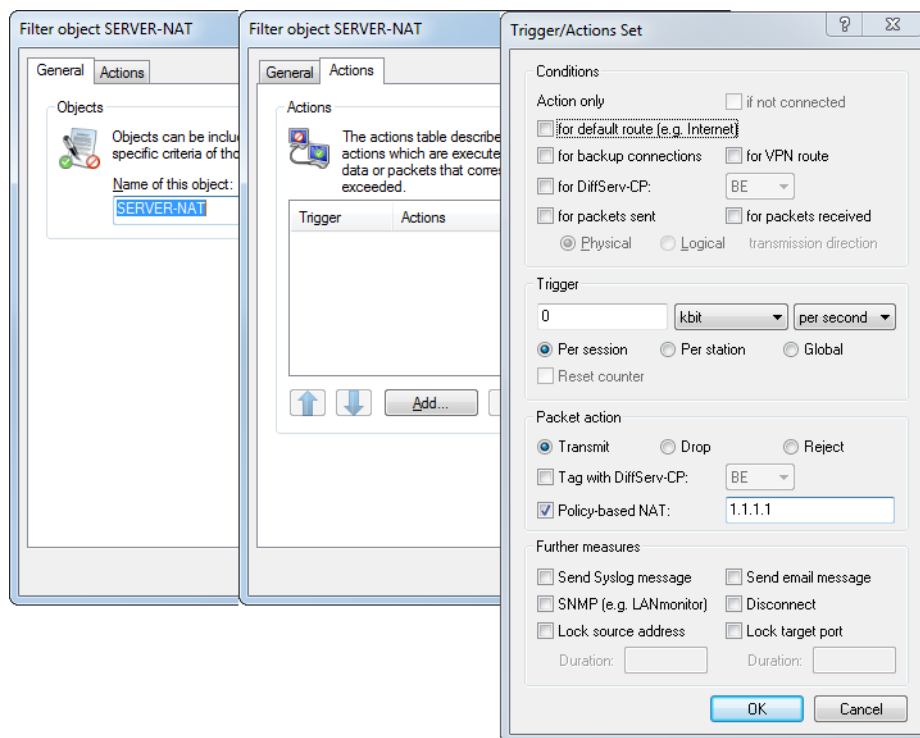 Filter object SERVER-NAT
General Actions
Objects
Objects can be inclu
specific criteria of tho
Name of this object:
SERVER-NAT
Filter object SERVER-NAT
General Actions
Actions
The actions table describe
actions which are execute
data or packets that corres
exceeded.
Trigger Actions
Add...
Trigger/Actions Set
Conditions
Action only if not connected
for default route (e.g. Internet)
for backup connections for VPN route
for DiffServ-CP: BE
for packets sent for packets received
Physical Logical transmission direction
Trigger
0 kbit per second
Per session Per station Global
Reset counter
Packet action
Transmit Drop Reject
Tag with DiffServ-CP: BE
Policy-based NAT: 1.1.1.1
Further measures
Send Syslog message Send email message
SNMP (e.g. LANmonitor) Disconnect
Lock source address Lock target port
Duration: Duration:
OK Cancel